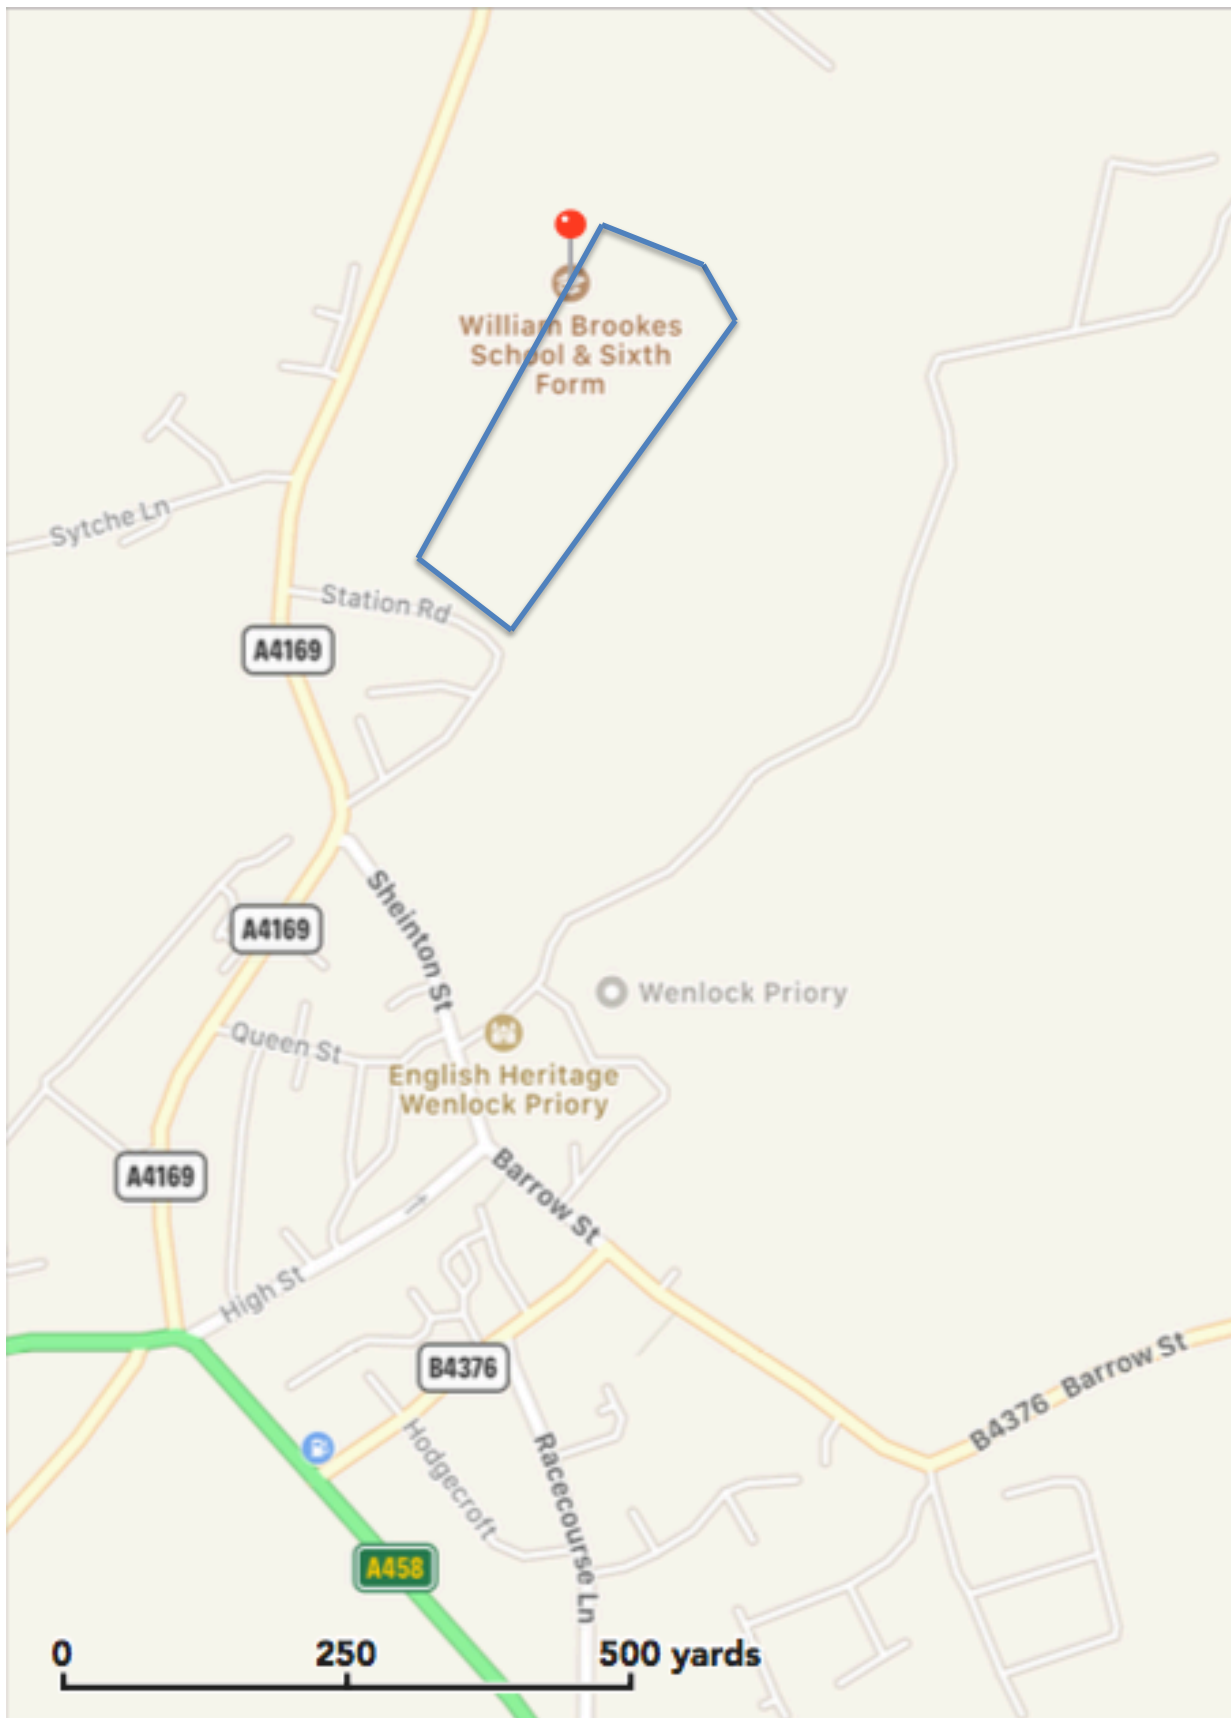 William Brookes
School & Sixth
Form
Sytche Ln
Station Rd
A4169
Sheinton St
A4169
Wenlock Priory
Queen St
English Heritage
Wenlock Priory
A4169
Barrow St
High St
B4376
B4376 Barrow St
Hodgecroft
Racecourse Ln
A458
0 250 500 yards